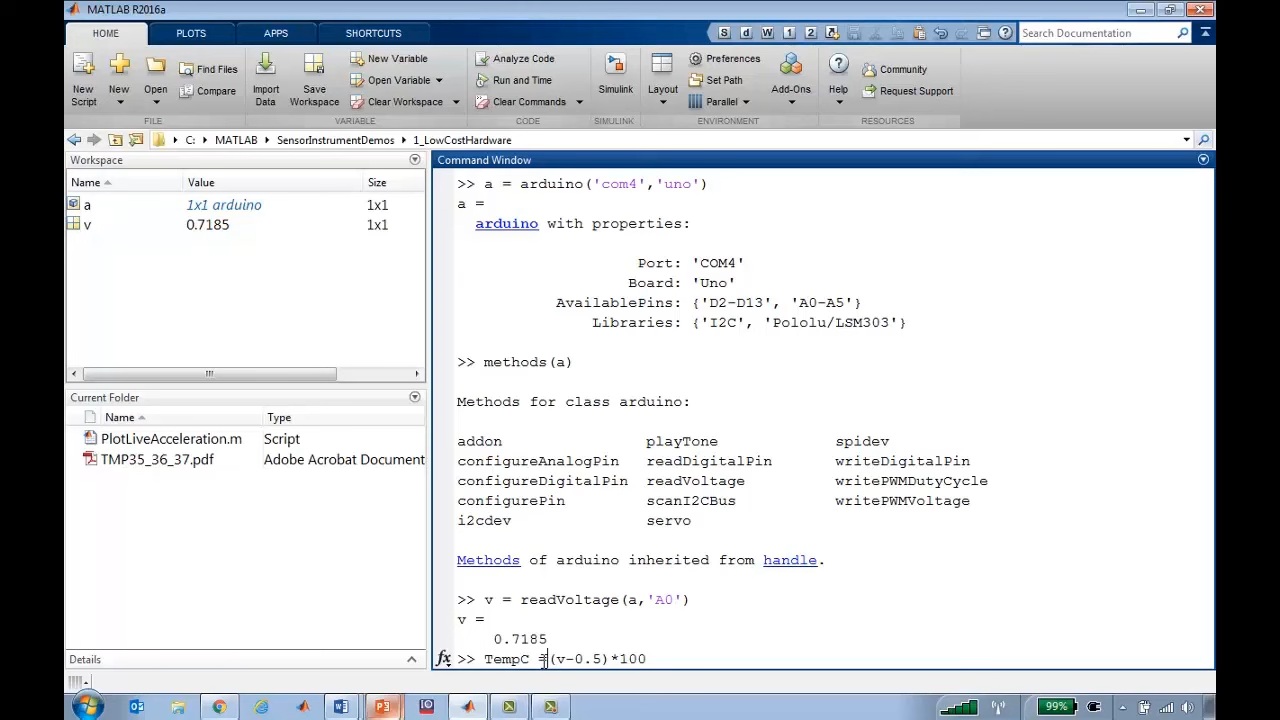 MATLAB R2016a
HOME PLOTS APPS SHORTCUTS
Search Documentation
New Script
New
Open
Find Files
Compare
Import Data
Save Workspace
New Variable
Open Variable
Clear Workspace
Analyze Code
Run and Time
Clear Commands
Simulink
Layout
Preferences
Set Path
Parallel
Add-Ons
Help
Community
Request Support
FILE VARIABLE CODE SIMULINK ENVIRONMENT RESOURCES
C: MATLAB SensorInstrumentDemos 1_LowCostHardware
Workspace
Name Value Size
a 1x1 arduino 1x1
v 0.7185 1x1
Current Folder
Name Type
PlotLiveAcceleration.m Script
TMP35_36_37.pdf Adobe Acrobat Document
Details
Command Window
>> a = arduino('com4','uno')
a =
arduino with properties:
Port: 'COM4'
Board: 'Uno'
AvailablePins: {'D2-D13', 'A0-A5'}
Libraries: {'I2C', 'Pololu/LSM303'}
>> methods(a)
Methods for class arduino:
addon playTone spidev
configureAnalogPin readDigitalPin writeDigitalPin
configureDigitalPin readVoltage writePWMDutyCycle
configurePin scanI2CBus writePWMVoltage
i2cdev servo
Methods of arduino inherited from handle.
>> v = readVoltage(a,'A0')
v =
0.7185
fx >> TempC =(v-0.5)*100
99%